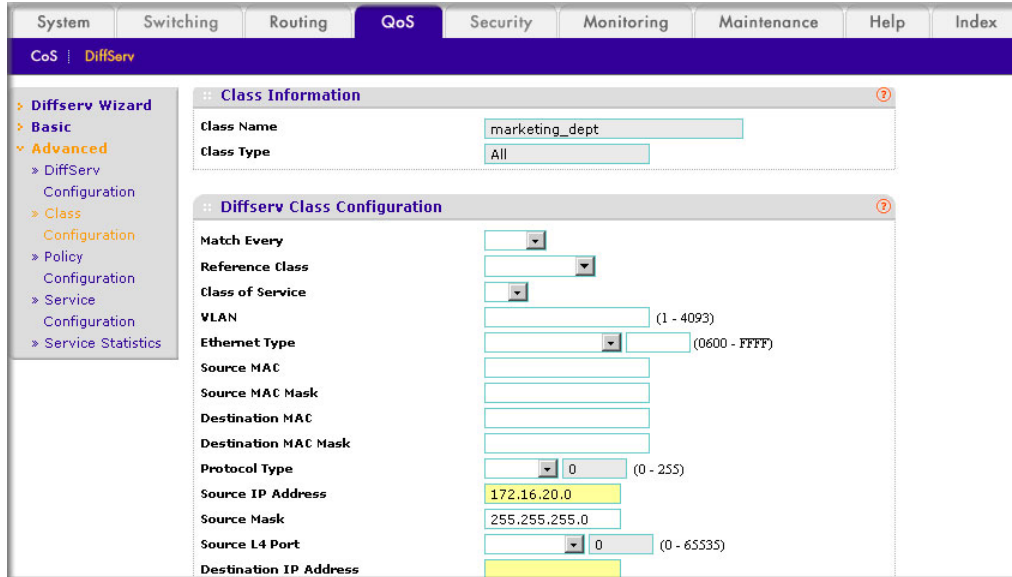 System Switching Routing QoS Security Monitoring Maintenance Help Index
CoS DiffServ
Diffserv Wizard
Basic
Advanced
» DiffServ
Configuration
» Class
Configuration
» Policy
Configuration
» Service
Configuration
» Service Statistics
Class Information ?
Class Name marketing_dept
Class Type All
Diffserv Class Configuration ?
Match Every
Reference Class
Class of Service
VLAN (1 - 4093)
Ethernet Type (0600 - FFFF)
Source MAC
Source MAC Mask
Destination MAC
Destination MAC Mask
Protocol Type 0 (0 - 255)
Source IP Address 172.16.20.0
Source Mask 255.255.255.0
Source L4 Port 0 (0 - 65535)
Destination IP Address